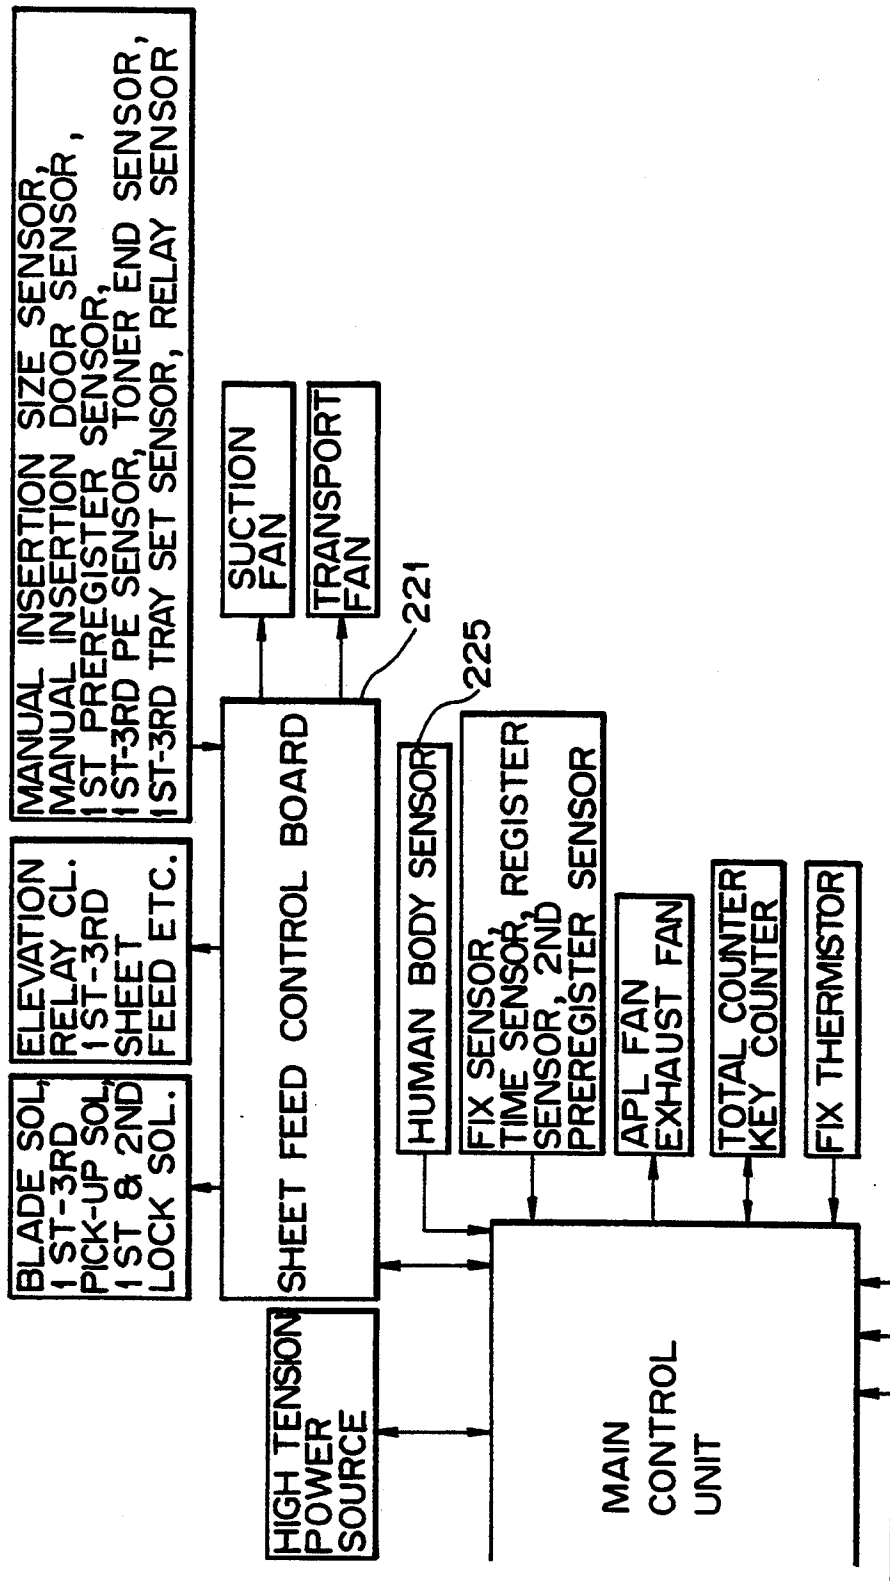 BLADE SOL,
1ST-3RD
PICK-UP SOL,
1ST & 2ND
LOCK SOL.
ELEVATION
RELAY CL.
1ST-3RD
SHEET
FEED ETC.
MANUAL INSERTION SIZE SENSOR,
MANUAL INSERTION DOOR SENSOR,
1ST PREREGISTER SENSOR,
1ST-3RD PE SENSOR, TONER END SENSOR,
1ST-3RD TRAY SET SENSOR, RELAY SENSOR
HIGH TENSION
POWER
SOURCE
SHEET FEED CONTROL BOARD
SUCTION
FAN
TRANSPORT
FAN
221
HUMAN BODY SENSOR
225
FIX SENSOR,
TIME SENSOR, REGISTER
SENSOR, 2ND
PREREGISTER SENSOR
APL FAN
EXHAUST FAN
TOTAL COUNTER
KEY COUNTER
FIX THERMISTOR
MAIN
CONTROL
UNIT